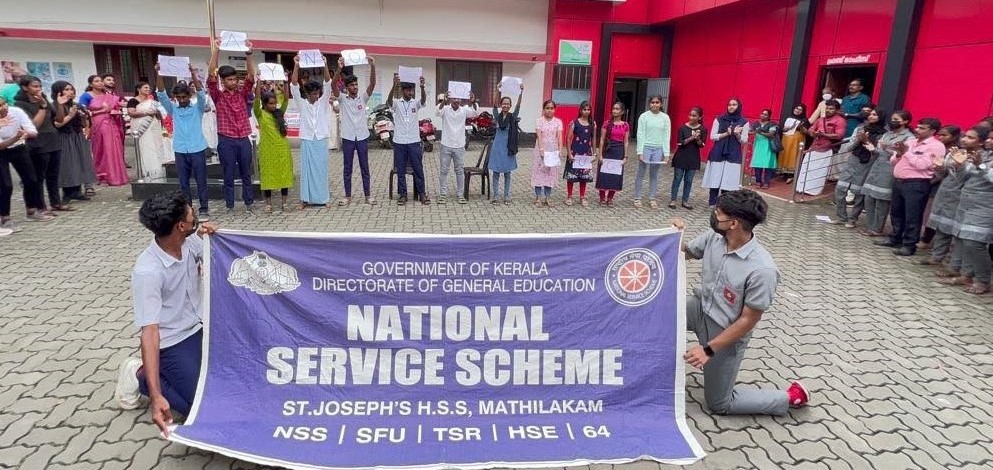 GOVERNMENT OF KERALA
DIRECTORATE OF GENERAL EDUCATION
NATIONAL
SERVICE SCHEME
ST.JOSEPH'S H.S.S, MATHILAKAM
NSS | SFU | TSR | HSE | 64